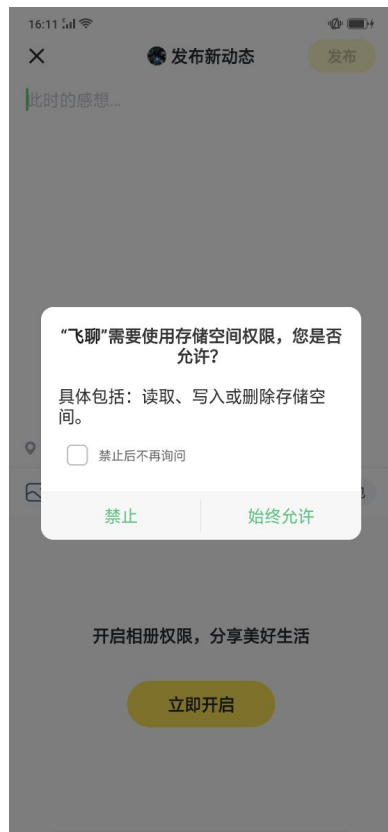 16:11
发布新动态
发布
此时的感想...
“飞聊”需要使用存储空间权限，您是否
允许？
具体包括：读取、写入或删除存储空
间。
禁止后不再询问
禁止
始终允许
开启相册权限，分享美好生活
立即开启